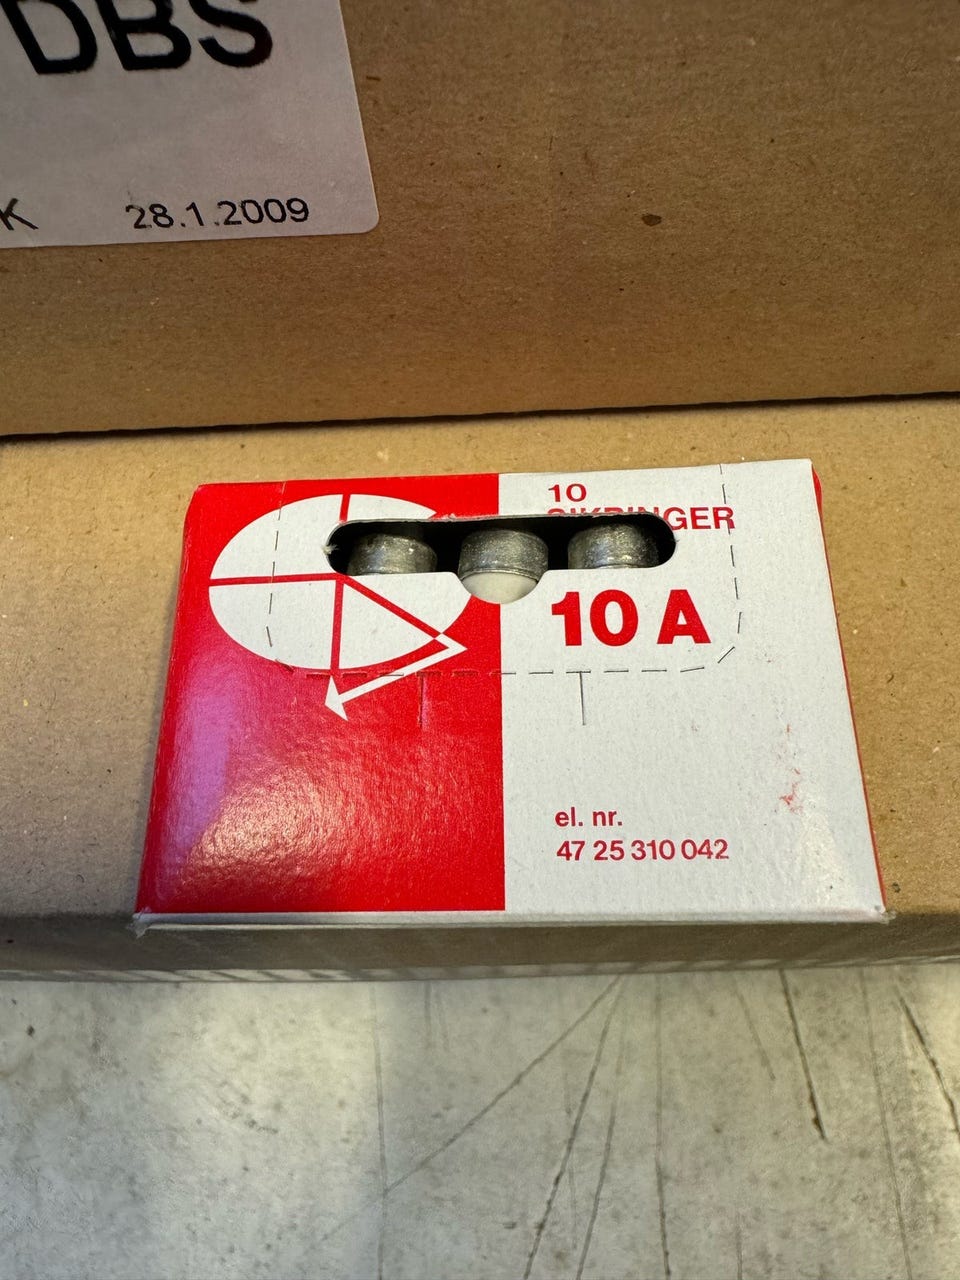 DBS
K 28.1.2009
10
SIKRINGER
10 A
el. nr.
47 25 310 042